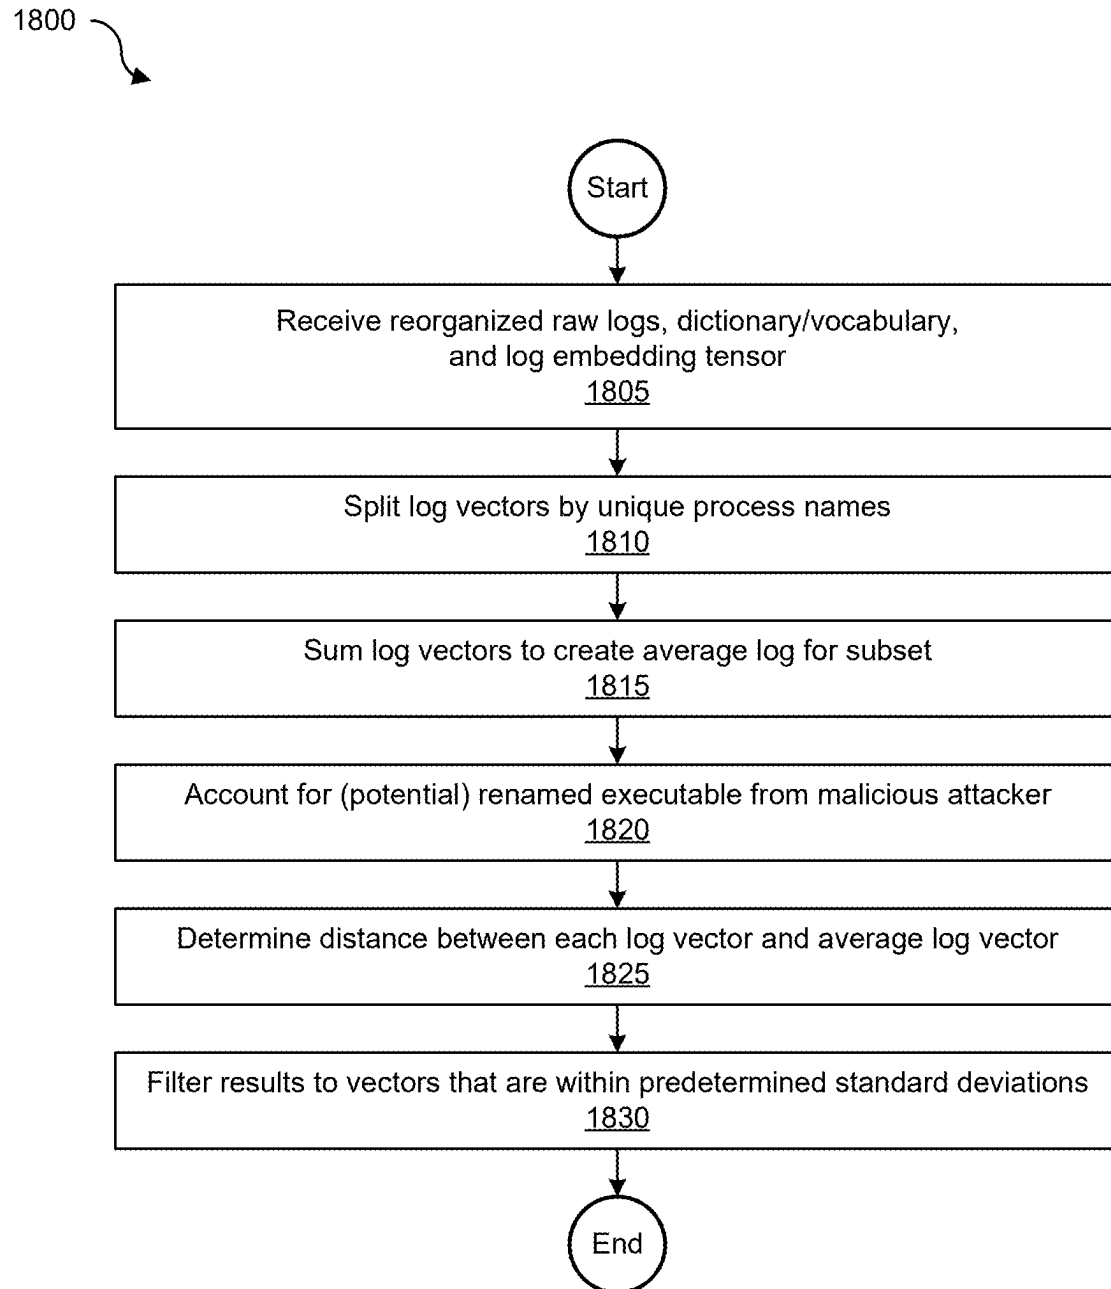 1800
Start
Receive reorganized raw logs, dictionary/vocabulary,
and log embedding tensor
1805
Split log vectors by unique process names
1810
Sum log vectors to create average log for subset
1815
Account for (potential) renamed executable from malicious attacker
1820
Determine distance between each log vector and average log vector
1825
Filter results to vectors that are within predetermined standard deviations
1830
End